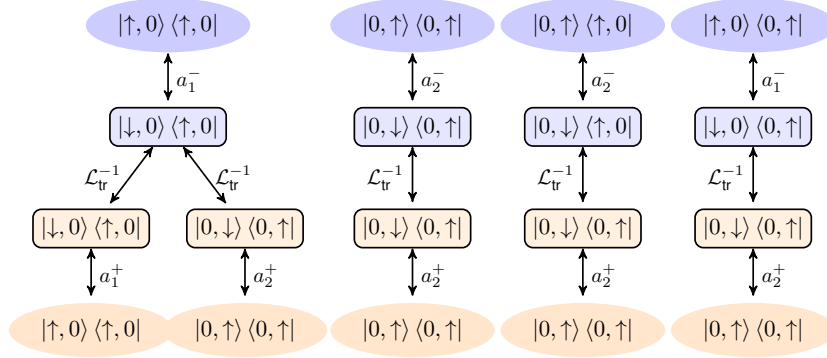 |↑, 0⟩ ⟨↑, 0| |0, ↑⟩ ⟨0, ↑| |0, ↑⟩ ⟨↑, 0| |↑, 0⟩ ⟨0, ↑|
a₁⁻ a₂⁻ a₂⁻ a₁⁻
|↓, 0⟩ ⟨↑, 0| |0, ↓⟩ ⟨0, ↑| |0, ↓⟩ ⟨↑, 0| |↓, 0⟩ ⟨0, ↑|
ℒ_tr⁻¹ ℒ_tr⁻¹ ℒ_tr⁻¹ ℒ_tr⁻¹ ℒ_tr⁻¹
|↓, 0⟩ ⟨↑, 0| |0, ↓⟩ ⟨0, ↑| |0, ↓⟩ ⟨0, ↑| |0, ↓⟩ ⟨0, ↑| |0, ↓⟩ ⟨0, ↑|
a₁⁺ a₂⁺ a₂⁺ a₂⁺ a₂⁺
|↑, 0⟩ ⟨↑, 0| |0, ↑⟩ ⟨0, ↑| |0, ↑⟩ ⟨0, ↑| |0, ↑⟩ ⟨0, ↑| |0, ↑⟩ ⟨0, ↑|